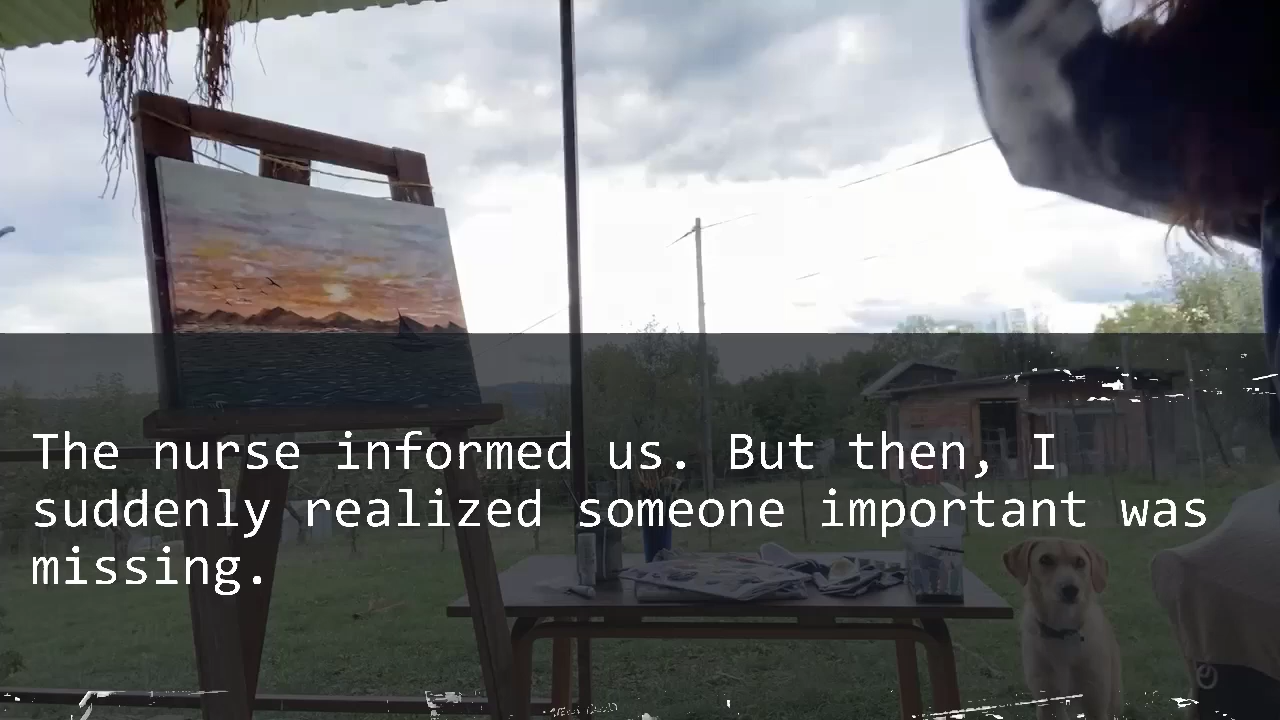 The nurse informed us. But then, I
suddenly realized someone important was
missing.